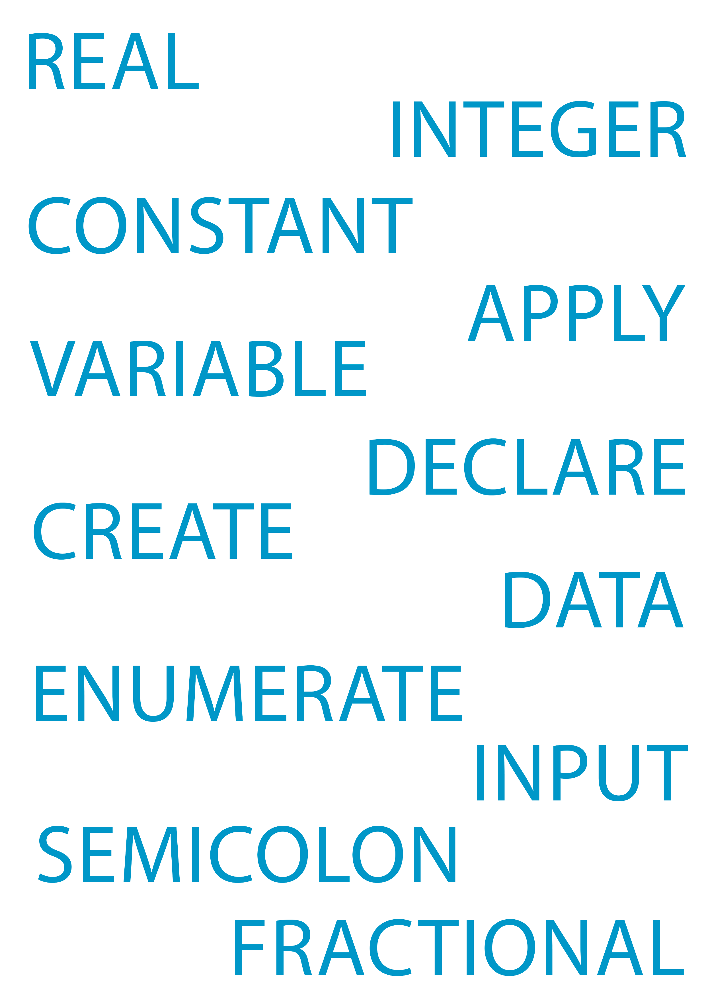 REAL
INTEGER
CONSTANT
APPLY
VARIABLE
DECLARE
CREATE
DATA
ENUMERATE
INPUT
SEMICOLON
FRACTIONAL